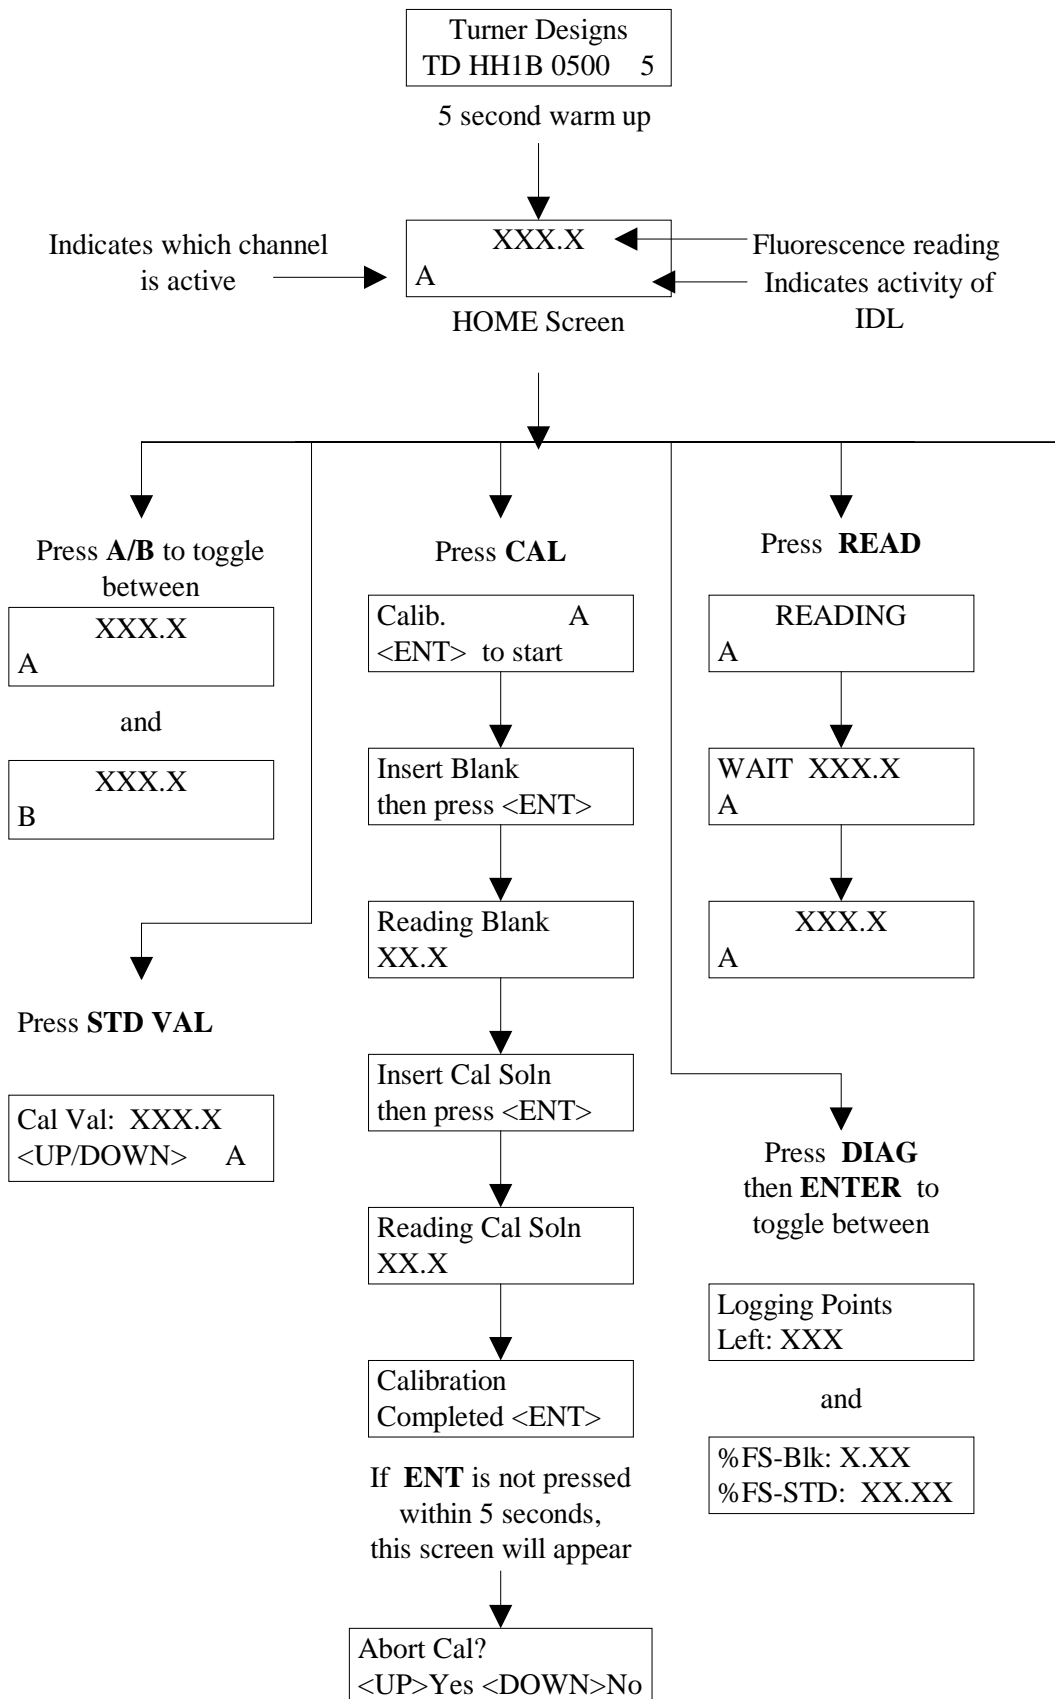 Turner Designs
TD HH1B 0500 5
5 second warm up
XXX.X
A
Indicates which channel
is active
Fluorescence reading
Indicates activity of
IDL
HOME Screen
Press A/B to toggle
between
XXX.X
A
and
XXX.X
B
Press STD VAL
Cal Val: XXX.X
<UP/DOWN> A
Press CAL
Calib. A
<ENT> to start
Insert Blank
then press <ENT>
Reading Blank
XX.X
Insert Cal Soln
then press <ENT>
Reading Cal Soln
XX.X
Calibration
Completed <ENT>
If ENT is not pressed
within 5 seconds,
this screen will appear
Abort Cal?
<UP>Yes <DOWN>No
Press READ
READING
A
WAIT XXX.X
A
XXX.X
A
Press DIAG
then ENTER to
toggle between
Logging Points
Left: XXX
and
%FS-Blk: X.XX
%FS-STD: XX.XX